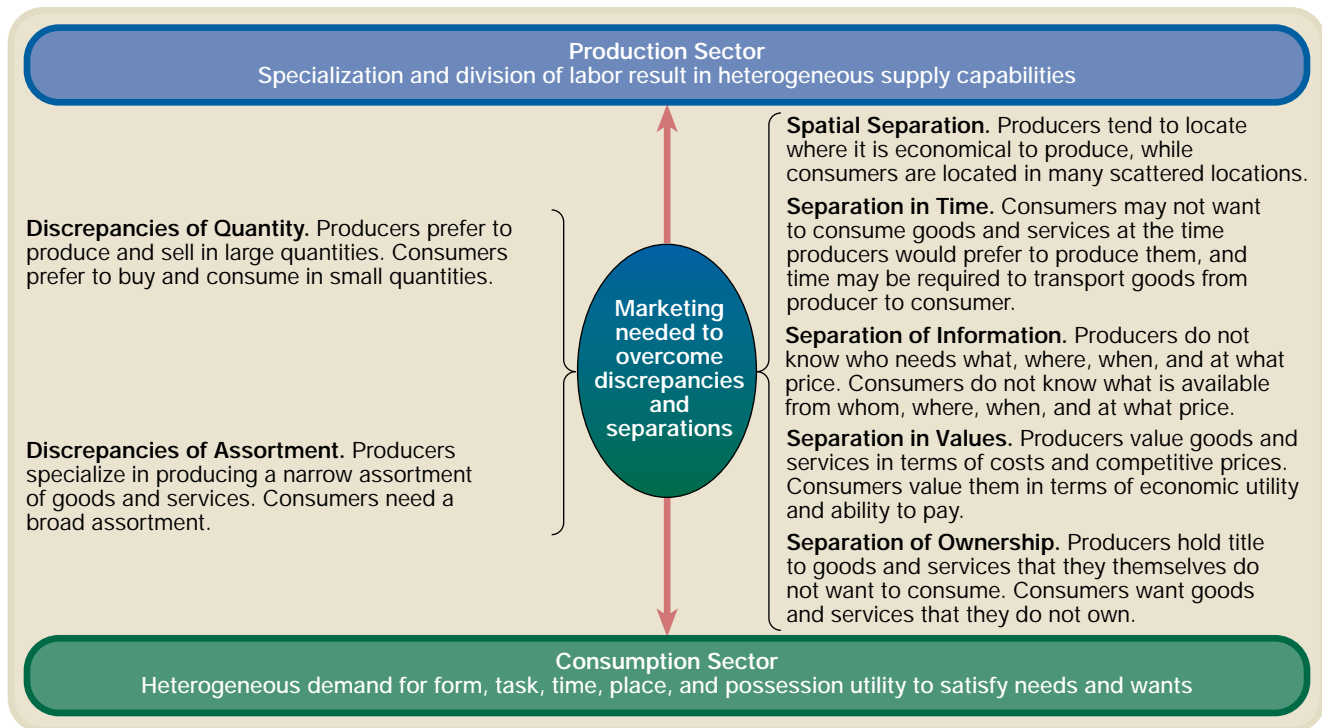 Production Sector
Specialization and division of labor result in heterogeneous supply capabilities
Discrepancies of Quantity. Producers prefer to
produce and sell in large quantities. Consumers
prefer to buy and consume in small quantities.
Discrepancies of Assortment. Producers
specialize in producing a narrow assortment
of goods and services. Consumers need a
broad assortment.
Marketing
needed to
overcome
discrepancies
and
separations
Spatial Separation. Producers tend to locate
where it is economical to produce, while
consumers are located in many scattered locations.
Separation in Time. Consumers may not want
to consume goods and services at the time
producers would prefer to produce them, and
time may be required to transport goods from
producer to consumer.
Separation of Information. Producers do not
know who needs what, where, when, and at what
price. Consumers do not know what is available
from whom, where, when, and at what price.
Separation in Values. Producers value goods and
services in terms of costs and competitive prices.
Consumers value them in terms of economic utility
and ability to pay.
Separation of Ownership. Producers hold title
to goods and services that they themselves do
not want to consume. Consumers want goods
and services that they do not own.
Consumption Sector
Heterogeneous demand for form, task, time, place, and possession utility to satisfy needs and wants